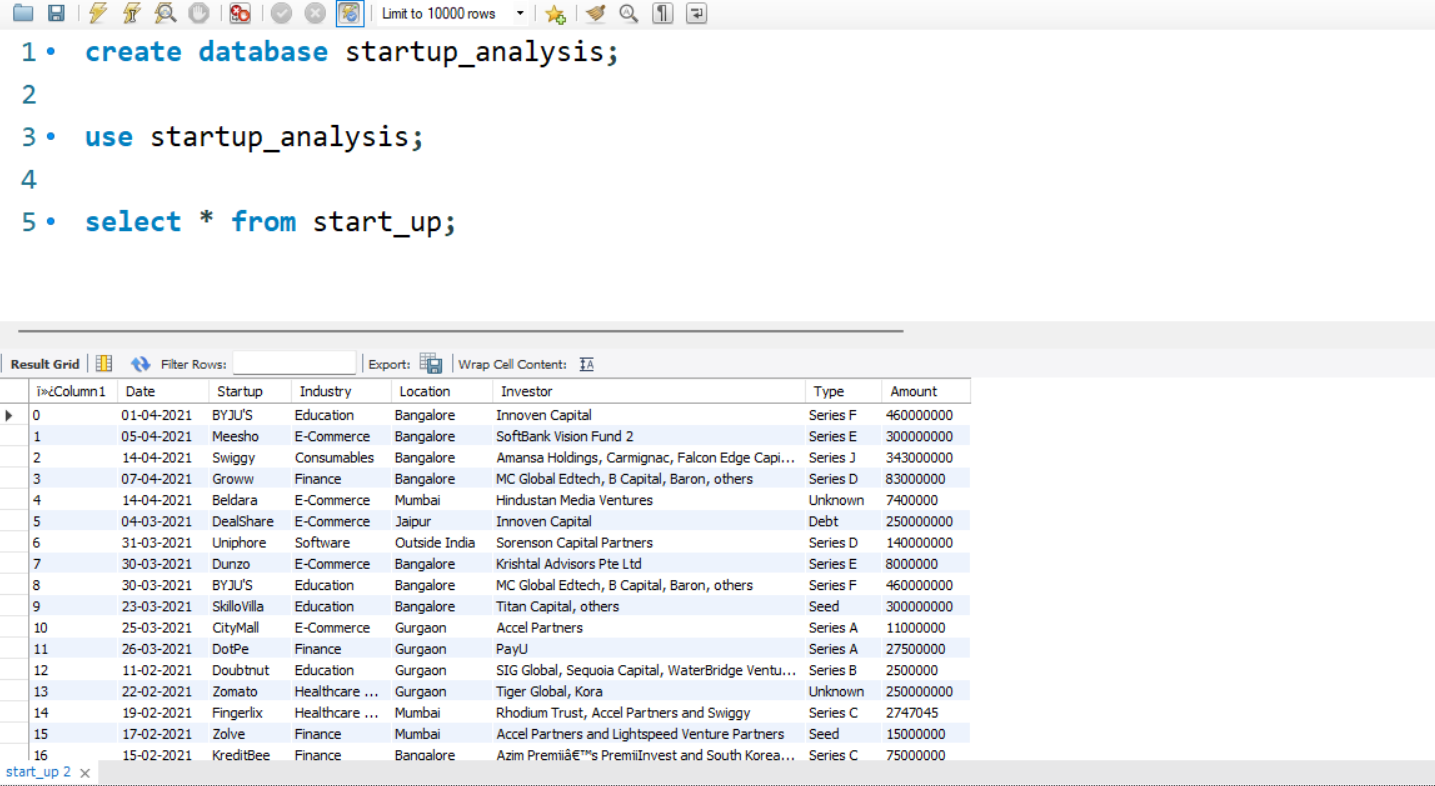 Limit to 10000 rows
1 create database startup_analysis;
2
3 use startup_analysis;
4
5 select * from start_up;
Result Grid Filter Rows: Export: Wrap Cell Content:
ï»¿Column1 Date Startup Industry Location Investor Type Amount
0 01-04-2021 BYJU'S Education Bangalore Innoven Capital Series F 460000000
1 05-04-2021 Meesho E-Commerce Bangalore SoftBank Vision Fund 2 Series E 300000000
2 14-04-2021 Swiggy Consumables Bangalore Amansa Holdings, Carmignac, Falcon Edge Capi... Series J 343000000
3 07-04-2021 Groww Finance Bangalore MC Global Edtech, B Capital, Baron, others Series D 83000000
4 14-04-2021 Beldara E-Commerce Mumbai Hindustan Media Ventures Unknown 7400000
5 04-03-2021 DealShare E-Commerce Jaipur Innoven Capital Debt 250000000
6 31-03-2021 Uniphore Software Outside India Sorenson Capital Partners Series D 140000000
7 30-03-2021 Dunzo E-Commerce Bangalore Krishtal Advisors Pte Ltd Series E 8000000
8 30-03-2021 BYJU'S Education Bangalore MC Global Edtech, B Capital, Baron, others Series F 460000000
9 23-03-2021 SkilloVilla Education Bangalore Titan Capital, others Seed 300000000
10 25-03-2021 CityMall E-Commerce Gurgaon Accel Partners Series A 11000000
11 26-03-2021 DotPe Finance Gurgaon PayU Series A 27500000
12 11-02-2021 Doubtnut Education Gurgaon SIG Global, Sequoia Capital, WaterBridge Ventu... Series B 2500000
13 22-02-2021 Zomato Healthcare ... Gurgaon Tiger Global, Kora Unknown 250000000
14 19-02-2021 Fingerlix Healthcare ... Mumbai Rhodium Trust, Accel Partners and Swiggy Series C 2747045
15 17-02-2021 Zolve Finance Mumbai Accel Partners and Lightspeed Venture Partners Seed 15000000
16 15-02-2021 KreditBee Finance Bangalore Azim Premjiâ€™s PremjiInvest and South Korea... Series C 75000000
start_up 2